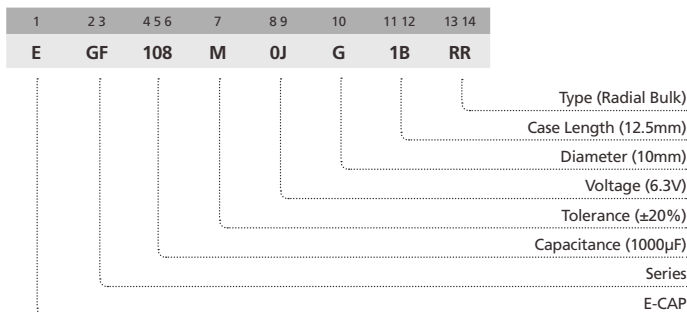 1 2 3 4 5 6 7 8 9 10 11 12 13 14
E GF 108 M 0J G 1B RR
Type (Radial Bulk)
Case Length (12.5mm)
Diameter (10mm)
Voltage (6.3V)
Tolerance (±20%)
Capacitance (1000µF)
Series
E-CAP